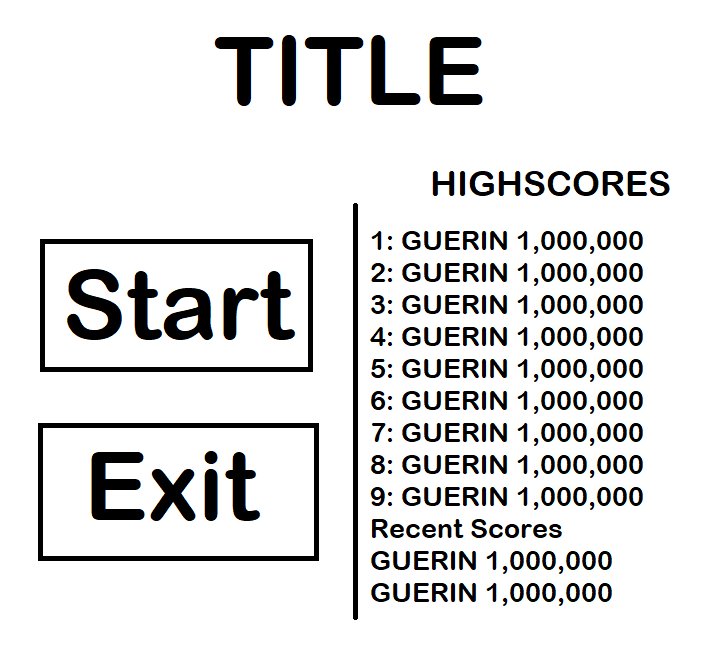 TITLE
Start
Exit
HIGHSCORES
1: GUERIN 1,000,000
2: GUERIN 1,000,000
3: GUERIN 1,000,000
4: GUERIN 1,000,000
5: GUERIN 1,000,000
6: GUERIN 1,000,000
7: GUERIN 1,000,000
8: GUERIN 1,000,000
9: GUERIN 1,000,000
Recent Scores
GUERIN 1,000,000
GUERIN 1,000,000